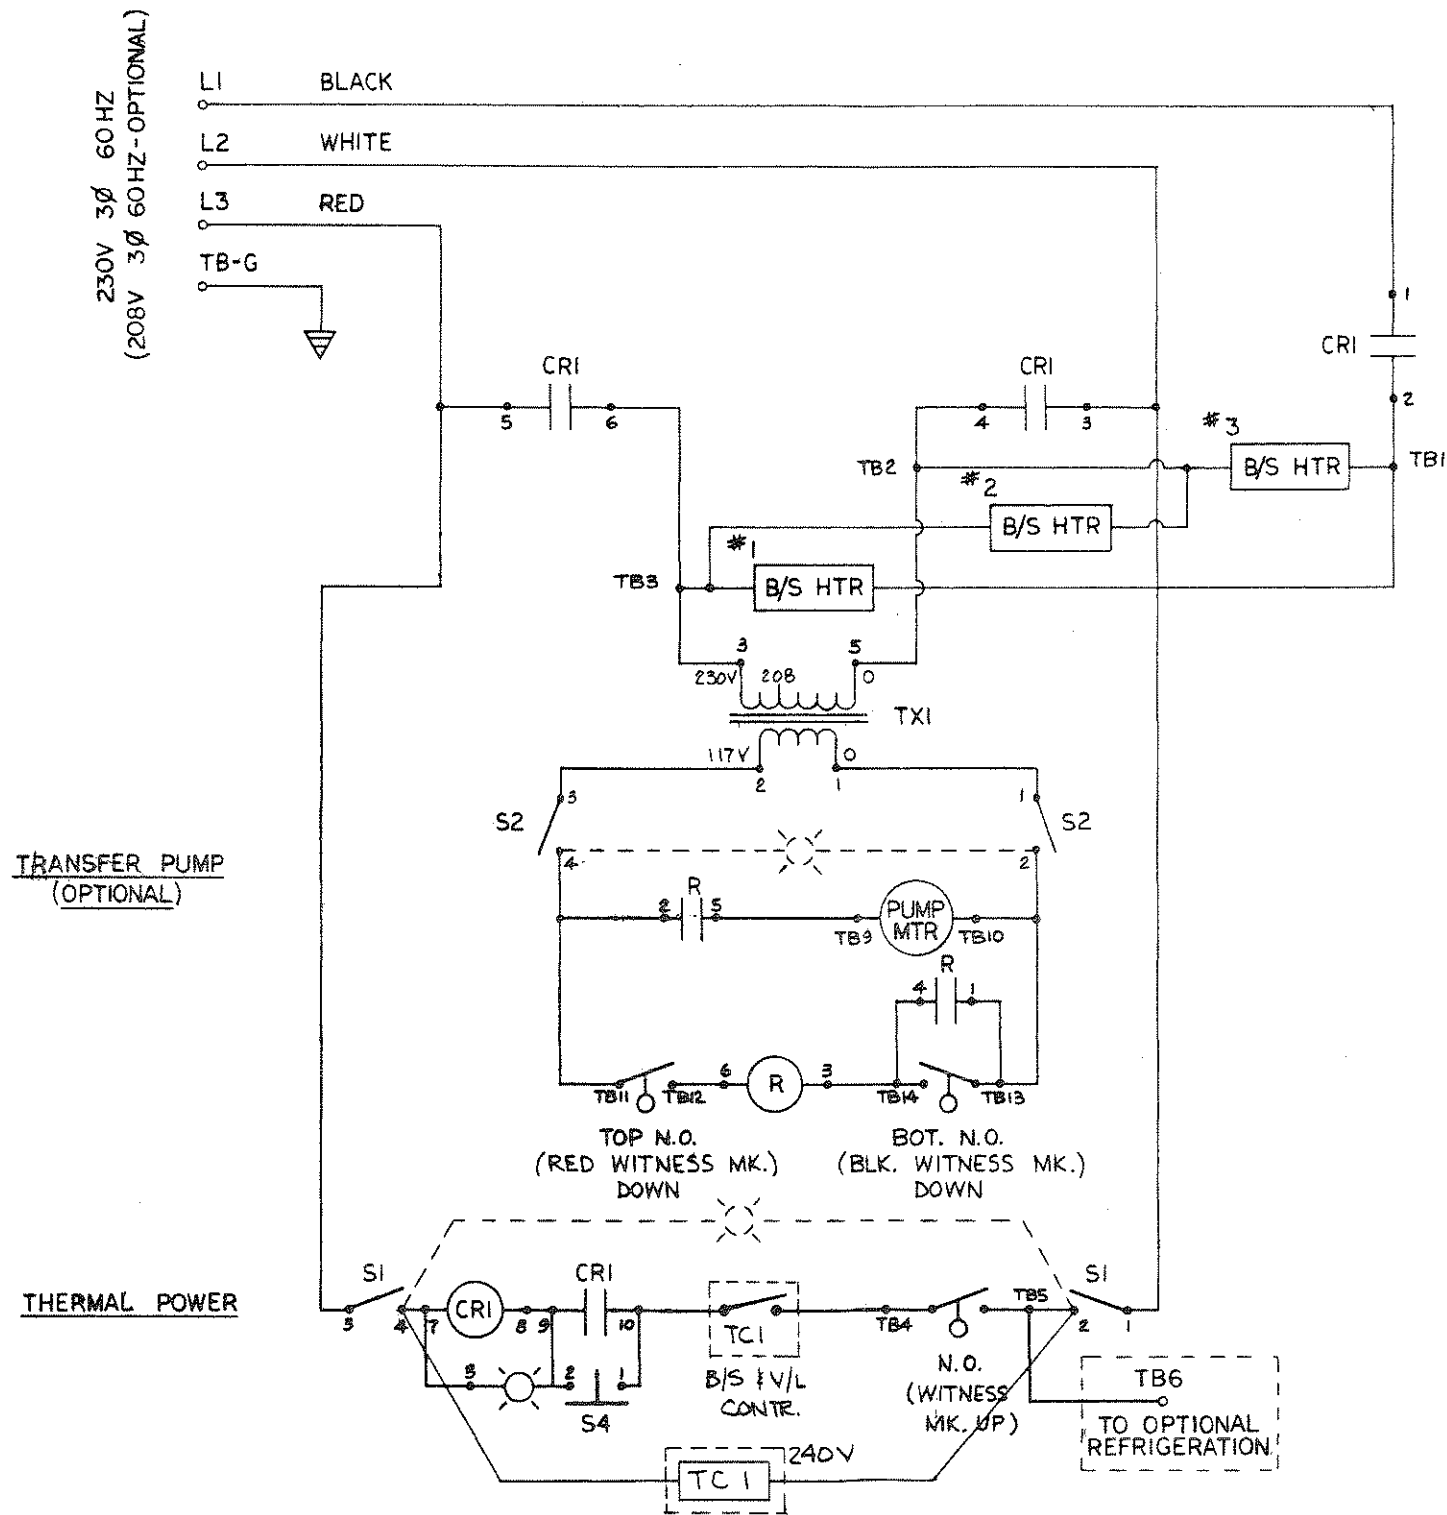 230V 3Ø 60HZ
(208V 3Ø 60HZ-OPTIONAL)
L1 BLACK
L2 WHITE
L3 RED
TB-G
1
CR1
2
CR1
5 6
CR1
4 3
#3
B/S HTR
TB1
TB2
#2
B/S HTR
#1
TB3
B/S HTR
3 5
230V 208 0
TX1
117V 0
2 1
S2 3
1 S2
4 2
TRANSFER PUMP
(OPTIONAL)
R
2 5
PUMP
MTR
TB9 TB10
R
4 1
6 R 3
TB11 TB12 TB14 TB13
TOP N.O.
(RED WITNESS MK.)
DOWN
BOT. N.O.
(BLK. WITNESS MK.)
DOWN
THERMAL POWER
S1 CR1 S1
CR1 TB5
3 4 7 8 9 10 TC1 TB4 2 1
3 2 1
S4
B/S & V/L
CONTR.
N.O.
(WITNESS
MK. UP)
TB6
TO OPTIONAL
REFRIGERATION
240V
TC 1